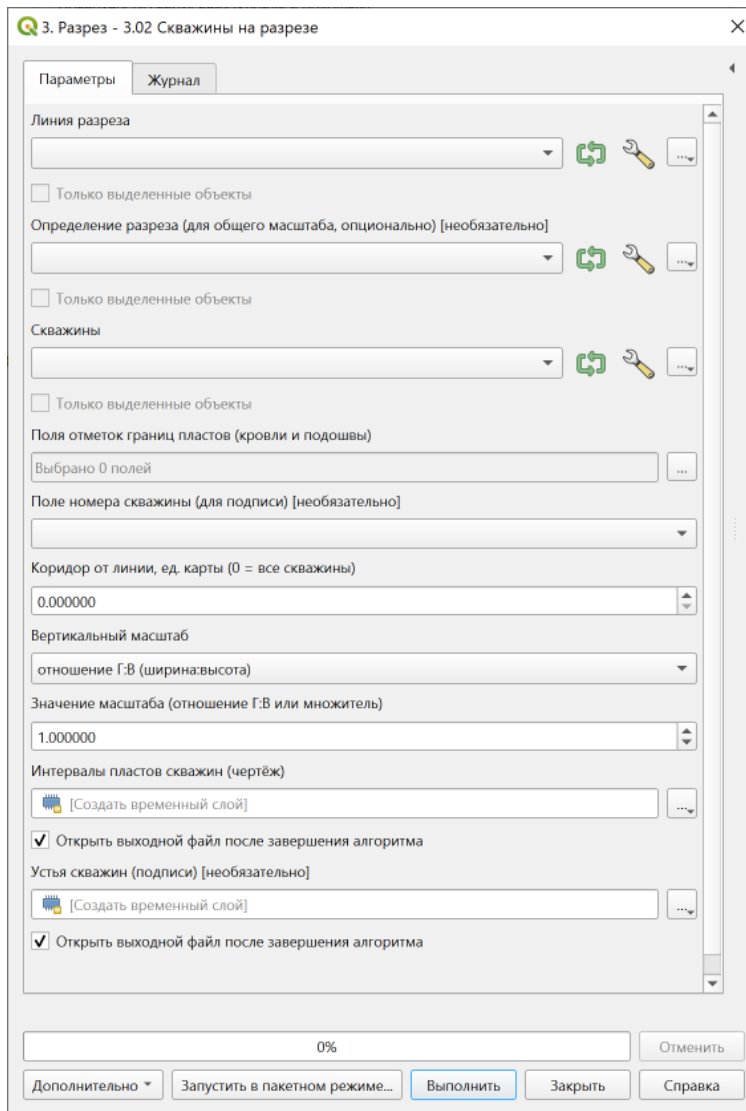 3. Разрез - 3.02 Скважины на разрезе
Параметры
Журнал
Линия разреза
...
Только выделенные объекты
Определение разреза (для общего масштаба, опционально) [необязательно]
...
Только выделенные объекты
Скважины
...
Только выделенные объекты
Поля отметок границ пластов (кровли и подошвы)
Выбрано 0 полей
...
Поле номера скважины (для подписи) [необязательно]
Коридор от линии, ед. карты (0 = все скважины)
0.000000
Вертикальный масштаб
отношение Г:В (ширина:высота)
Значение масштаба (отношение Г:В или множитель)
1.000000
Интервалы пластов скважин (чертёж)
[Создать временный слой]
...
Открыть выходной файл после завершения алгоритма
Устья скважин (подписи) [необязательно]
[Создать временный слой]
...
Открыть выходной файл после завершения алгоритма
0%
Отменить
Дополнительно
Запустить в пакетном режиме...
Выполнить
Закрыть
Справка